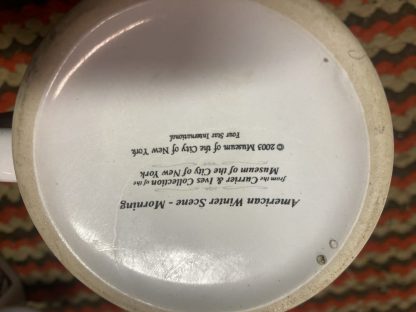 American Winter Scene - Morning
from the Currier & Ives Collection of the
Museum of the City of New York
© 2003 Museum of the City of New York
Four Star International.